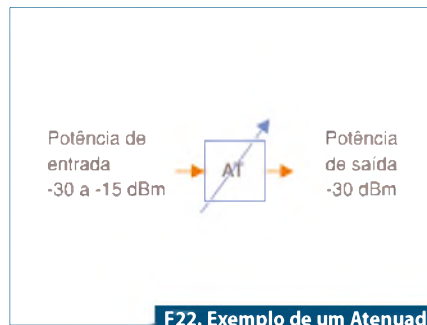 Potência de
entrada
-30 a -15 dBm
AT
Potência
de saída
-30 dBm
F22. Exemplo de um Atenuad